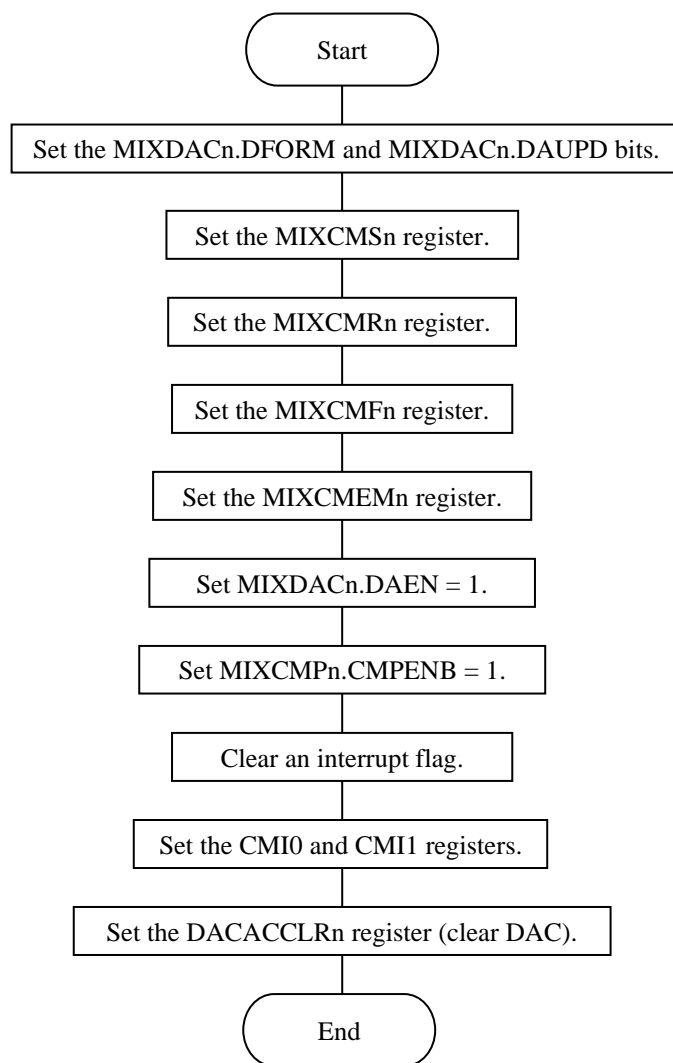 Start
Set the MIXDACn.DFORM and MIXDACn.DAUPD bits.
Set the MIXCMSn register.
Set the MIXCMRn register.
Set the MIXCMFn register.
Set the MIXCMEMn register.
Set MIXDACn.DAEN = 1.
Set MIXCMPn.CMPENB = 1.
Clear an interrupt flag.
Set the CMI0 and CMI1 registers.
Set the DACACCLRn register (clear DAC).
End